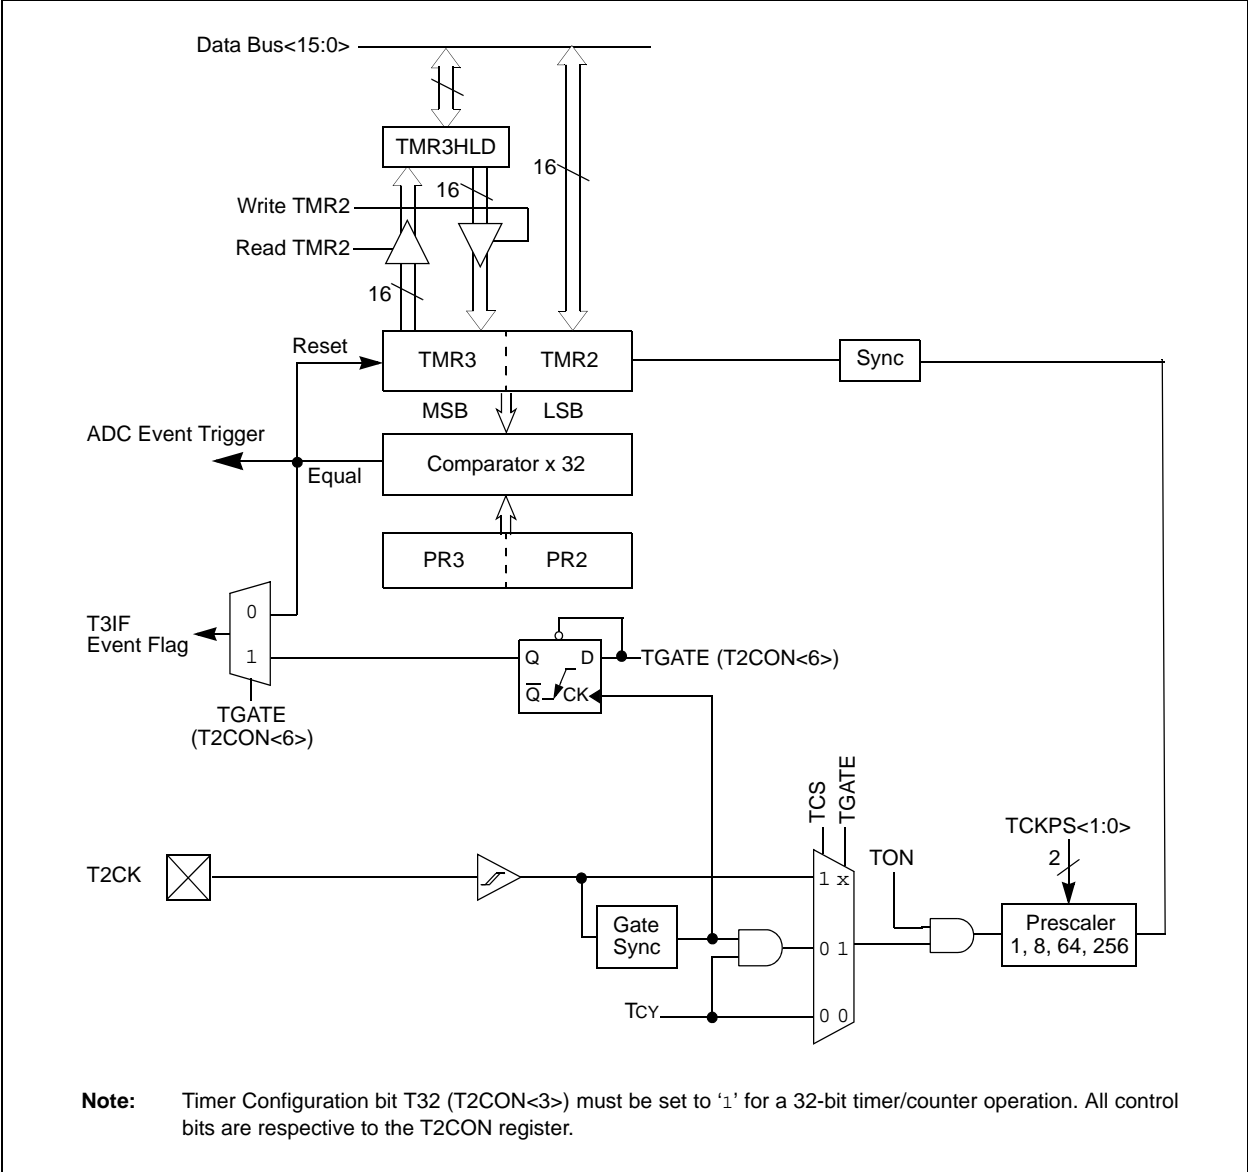 Data Bus<15:0>
TMR3HLD
16
16
Write TMR2
Read TMR2
16
Reset
TMR3
TMR2
Sync
MSB
LSB
ADC Event Trigger
Equal
Comparator x 32
PR3
PR2
0
T3IF
Event Flag
1
Q
D
TGATE (T2CON<6>)
Q
CK
TGATE
(T2CON<6>)
TCS
TGATE
TCKPS<1:0>
2
TON
T2CK
1 x
Gate
Sync
Prescaler
1, 8, 64, 256
0 1
TCY
0 0
Note: Timer Configuration bit T32 (T2CON<3>) must be set to ‘1’ for a 32-bit timer/counter operation. All control
bits are respective to the T2CON register.